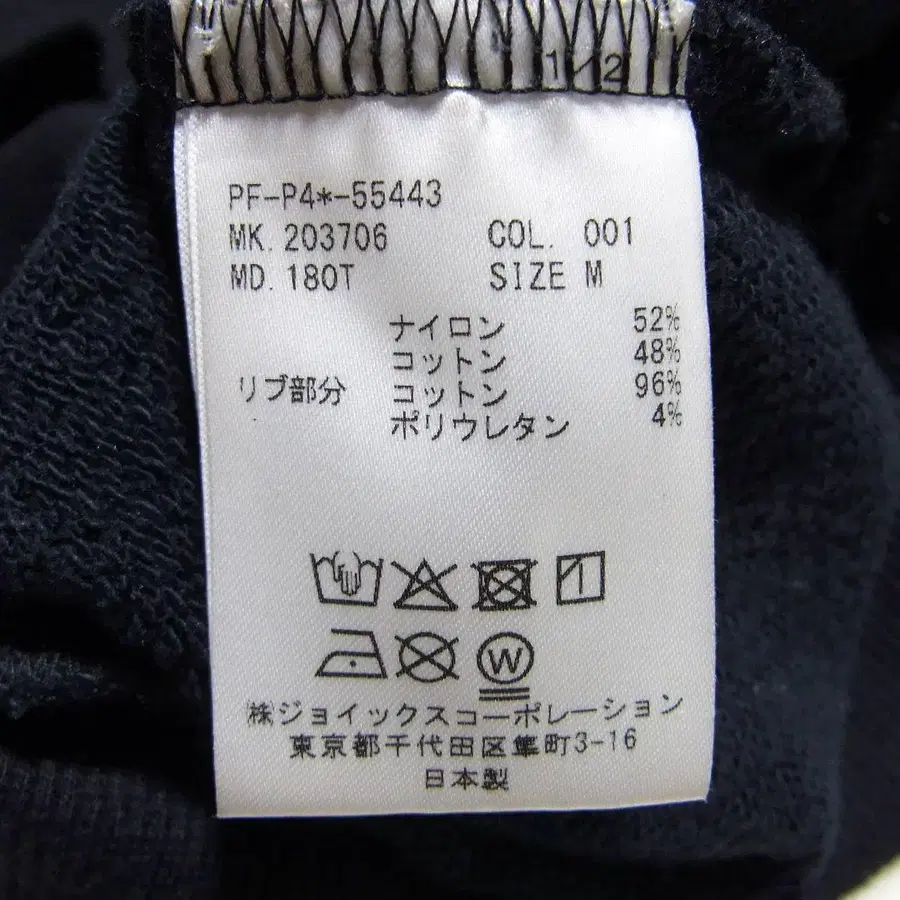 1/2
PF-P4*-55443
MK. 203706 COL. 001
MD. 180T SIZE M
ナイロン 52%
コットン 48%
リブ部分 コットン 96%
ポリウレタン 4%
W
㈱ジョイックスコーポレーション
東京都千代田区隼町3-16
日本製